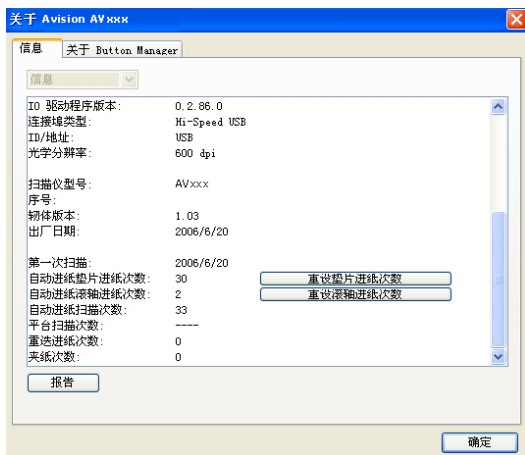 关于 Avision AVxxx
信息 关于 Button Manager
信息
IO 驱动程序版本: 0.2.86.0
连接埠类型: Hi-Speed USB
ID/地址: USB
光学分辨率: 600 dpi
扫描仪型号: AVxxx
序号:
韧体版本: 1.03
出厂日期: 2006/6/20
第一次扫描: 2006/6/20
自动进纸垫片进纸次数: 30 重设垫片进纸次数
自动进纸滚轴进纸次数: 2 重设滚轴进纸次数
自动进纸扫描次数: 33
平台扫描次数: ----
重选进纸次数: 0
夹纸次数: 0
报告
确定